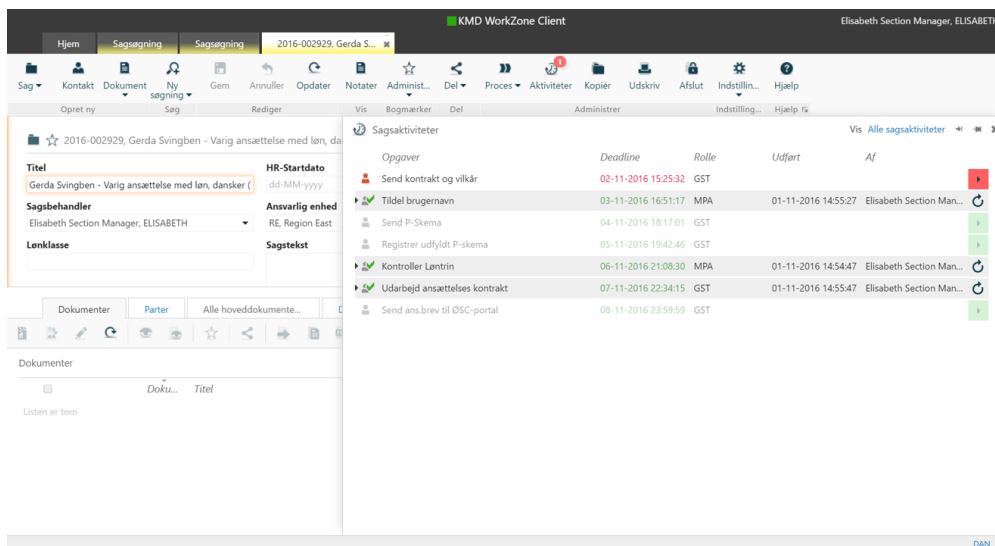 KMD WorkZone Client
Elisabeth Section Manager, ELISABETH
Hjem Sagsøgning Sagsøgning 2016-002929, Gerda S...
Sag Kontakt Dokument Ny søgning Gem Annuller Opdater Notater Administ... Del Proces Aktiviteter 1 Kopiér Udskriv Afslut Indstillin... Hjælp
Opret ny Søg Rediger Vis Bogmærker Del Administrer Indstilling... Hjælp
2016-002929, Gerda Svingben - Varig ansættelse med løn, da
Titel HR-Startdato
Gerda Svingben - Varig ansættelse med løn, dansker ( dd-MM-yyyy
Sagsbehandler Ansvarlig enhed
Elisabeth Section Manager, ELISABETH RE, Region East
Lønklasse Sagstekst
Dokumenter Parter Alle hoveddokumente... D
Dokumenter
Doku... Titel
Listen er tom
Sagsaktiviteter Vis Alle sagsaktiviteter
Opgaver Deadline Rolle Udført Af
Send kontrakt og vilkår 02-11-2016 15:25:32 GST
Tildel brugernavn 03-11-2016 16:51:17 MPA 01-11-2016 14:55:27 Elisabeth Section Man...
Send P-Skema 04-11-2016 18:17:01 GST
Registrer udfyldt P-skema 05-11-2016 19:42:46 GST
Kontroller Løntrin 06-11-2016 21:08:30 MPA 01-11-2016 14:54:47 Elisabeth Section Man...
Udarbejd ansættelses kontrakt 07-11-2016 22:34:15 GST 01-11-2016 14:55:47 Elisabeth Section Man...
Send ans.brev til ØSC-portal 08-11-2016 23:59:59 GST
DAN